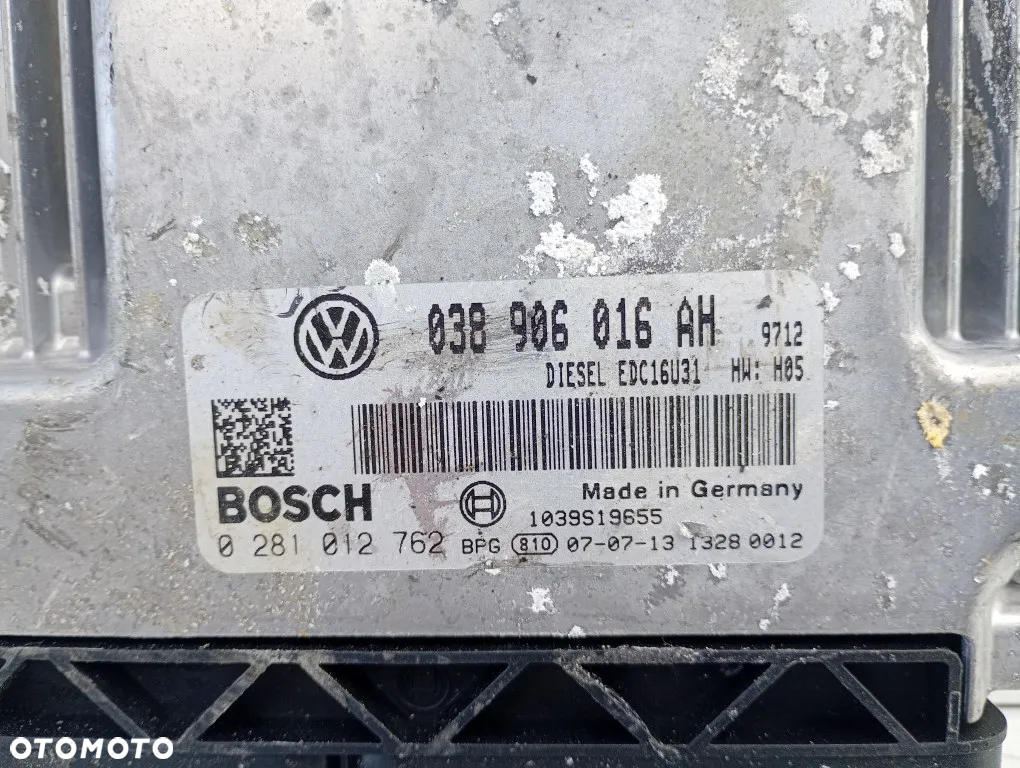 038 906 016 AH 9712
DIESEL EDC16U31 HW: H05
BOSCH
Made in Germany
1039S19655
0 281 012 762 BPG 810 07-07-13 1328 0012
OTOMOTO